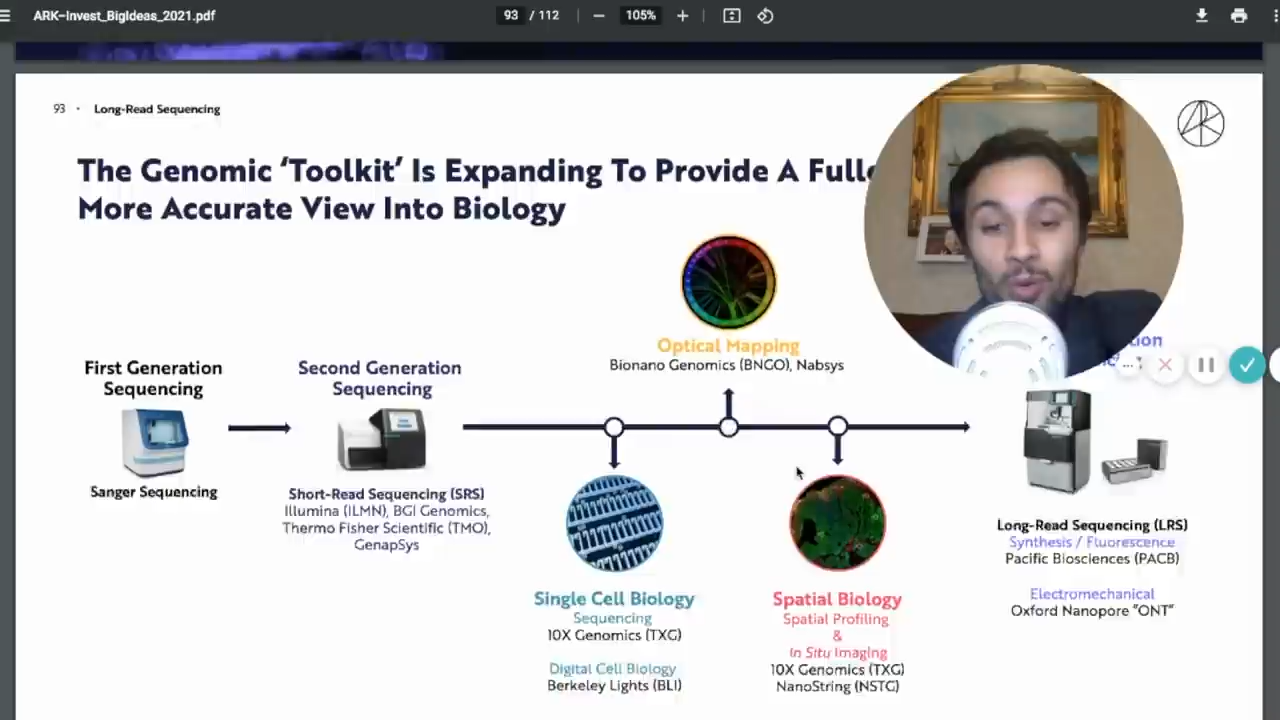 ARK-Invest_BigIdeas_2021.pdf
93 / 112
105%
93 · Long-Read Sequencing
The Genomic ‘Toolkit’ Is Expanding To Provide A
More Accurate View Into Biology
Optical Mapping
Bionano Genomics (BNGO), Nabsys
First Generation
Sequencing
Sanger Sequencing
Second Generation
Sequencing
Short-Read Sequencing (SRS)
Illumina (ILMN), BGI Genomics,
Thermo Fisher Scientific (TMO),
GenapSys
Single Cell Biology
Sequencing
10X Genomics (TXG)
Digital Cell Biology
Berkeley Lights (BLI)
Spatial Biology
Spatial Profiling
&
In Situ Imaging
10X Genomics (TXG)
NanoString (NSTG)
Long-Read Sequencing (LRS)
Synthesis / Fluorescence
Pacific Biosciences (PACB)
Electromechanical
Oxford Nanopore "ONT"